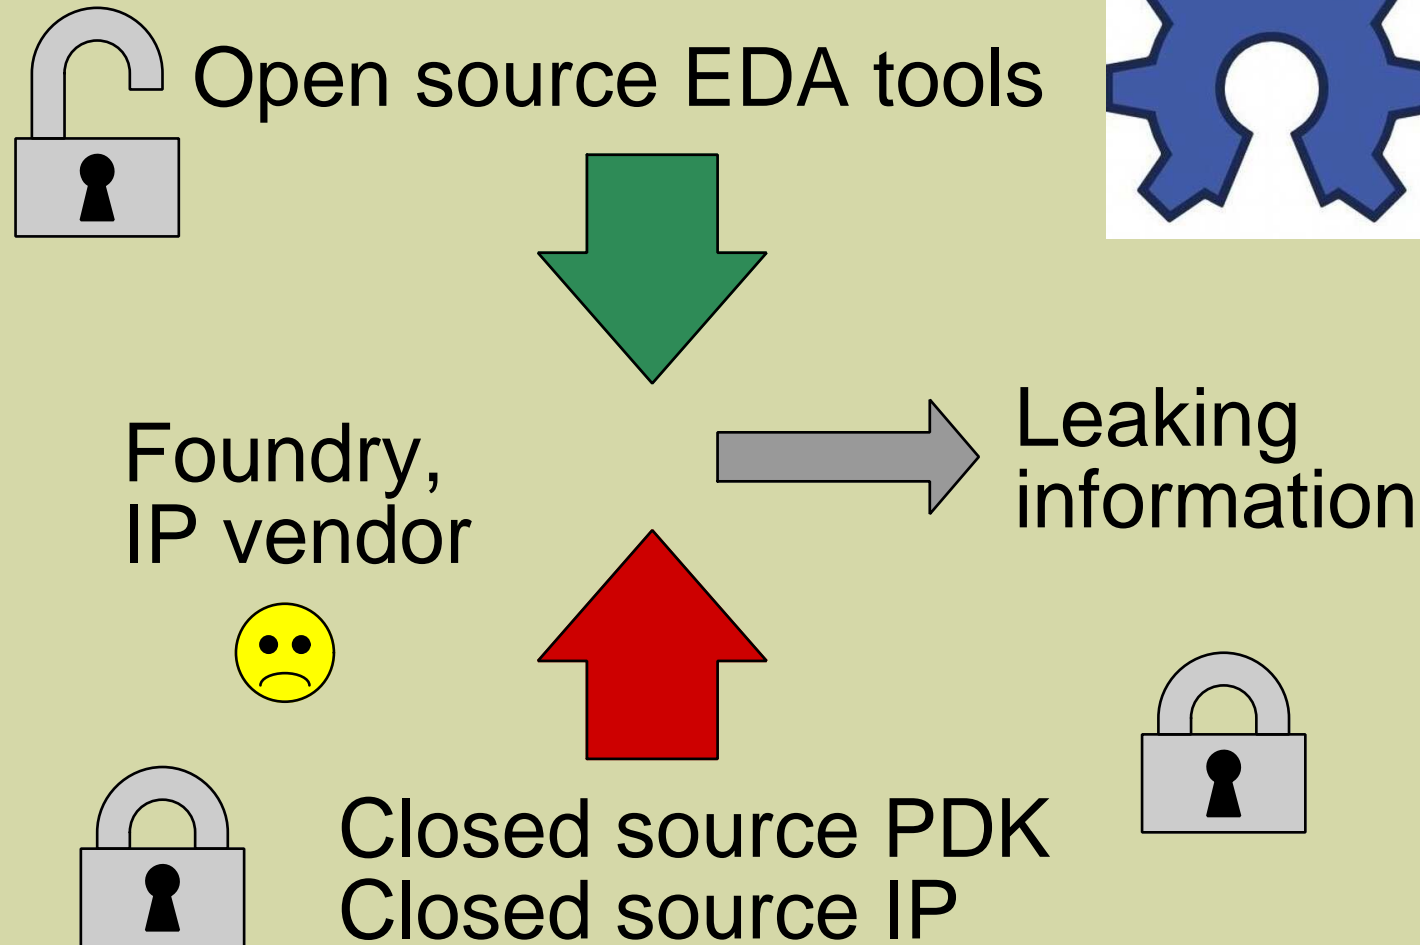 Open source EDA tools
Foundry,
IP vendor
Leaking
information
Closed source PDK
Closed source IP